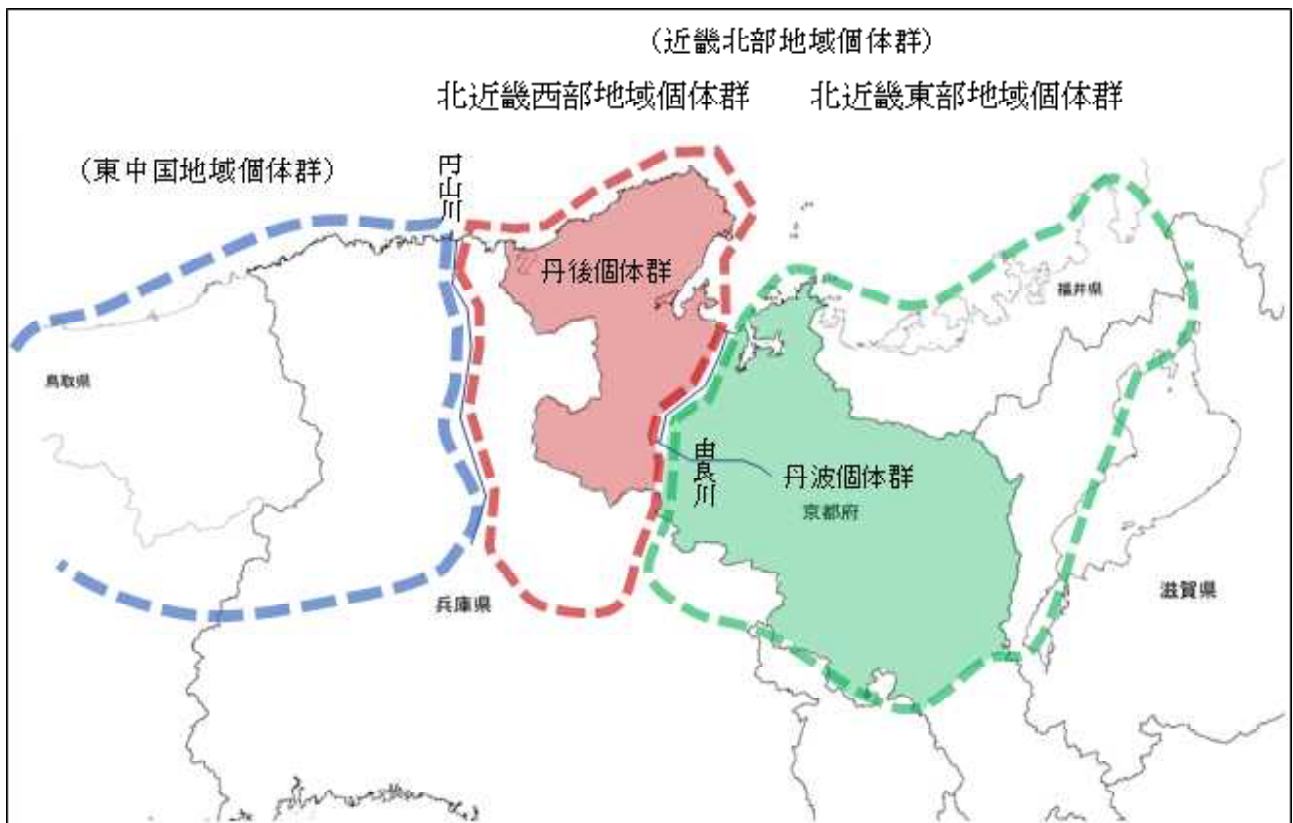 (近畿北部地域個体群)
北近畿西部地域個体群
北近畿東部地域個体群
(東中国地域個体群)
円山川
丹後個体群
福井県
鳥取県
由良川
丹波個体群
京都府
兵庫県
滋賀県